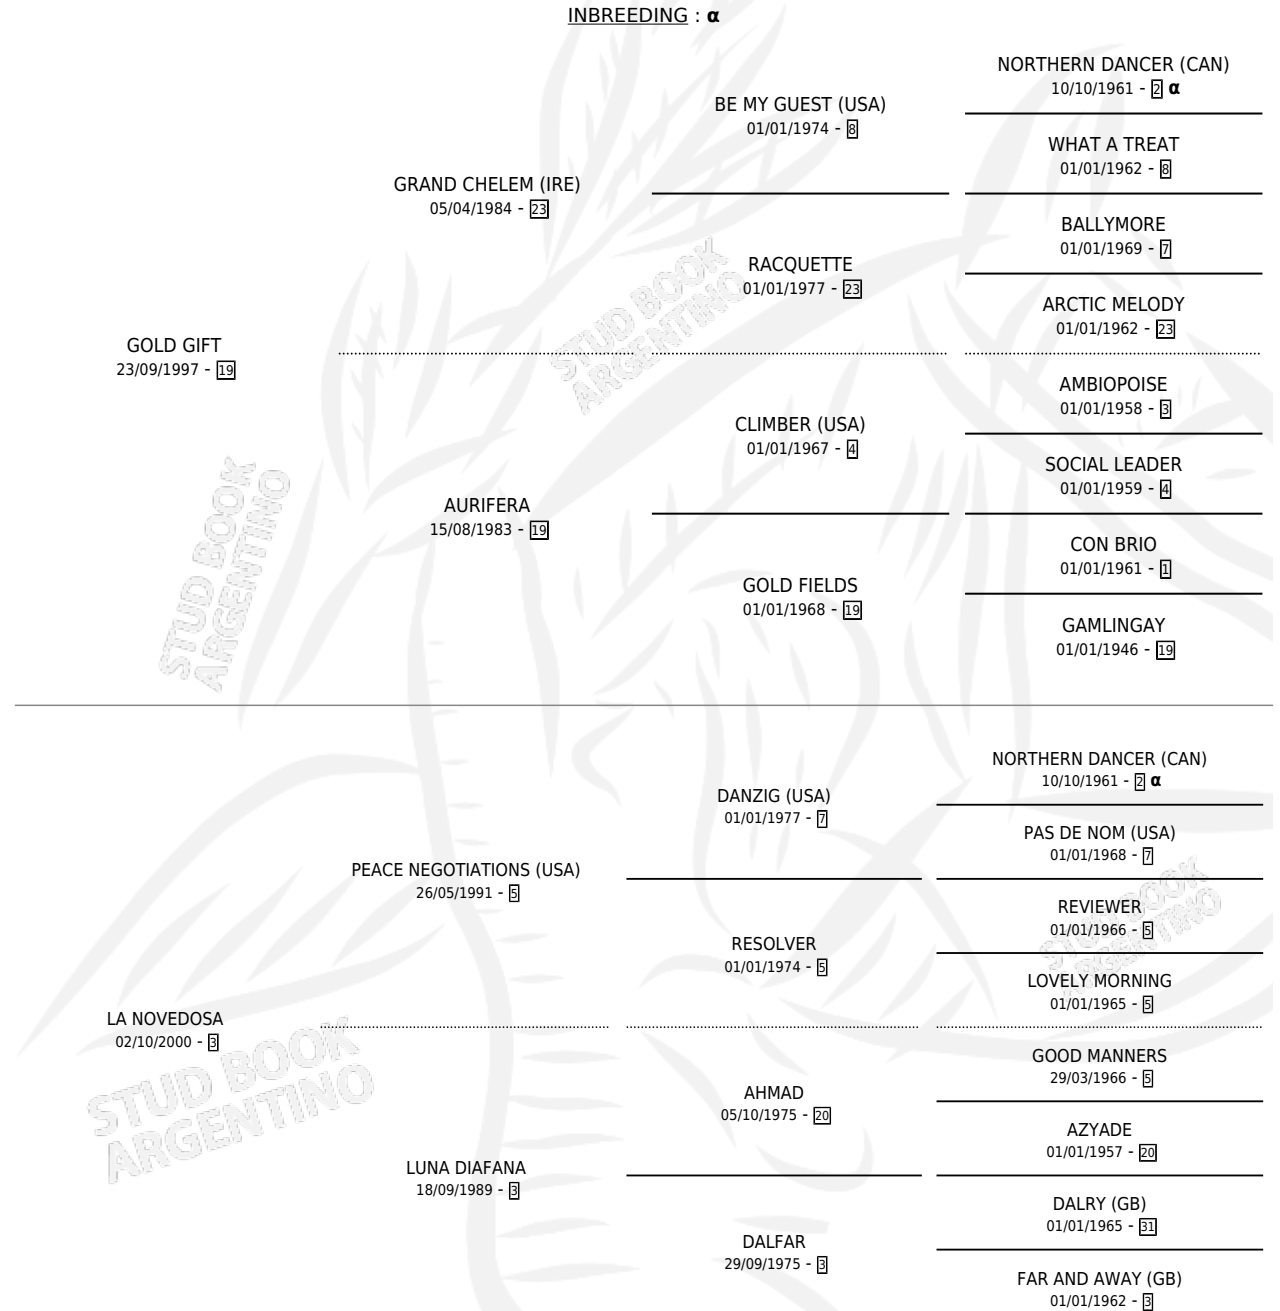 INBREEDING : α
NORTHERN DANCER (CAN)
10/10/1961 - 2 α
BE MY GUEST (USA)
01/01/1974 - 8
WHAT A TREAT
01/01/1962 - 8
GRAND CHELEM (IRE)
05/04/1984 - 23
BALLYMORE
01/01/1969 - 7
RACQUETTE
01/01/1977 - 23
ARCTIC MELODY
01/01/1962 - 23
GOLD GIFT
23/09/1997 - 19
AMBIOPOISE
01/01/1958 - 3
CLIMBER (USA)
01/01/1967 - 4
SOCIAL LEADER
01/01/1959 - 4
AURIFERA
15/08/1983 - 19
CON BRIO
01/01/1961 - 1
GOLD FIELDS
01/01/1968 - 19
GAMLINGAY
01/01/1946 - 19
STUD BOOK
ARGENTINO
STUD BOOK
ARGENTINO
NORTHERN DANCER (CAN)
10/10/1961 - 2 α
DANZIG (USA)
01/01/1977 - 7
PAS DE NOM (USA)
01/01/1968 - 7
PEACE NEGOTIATIONS (USA)
26/05/1991 - 5
REVIEWER
01/01/1966 - 5
RESOLVER
01/01/1974 - 5
LOVELY MORNING
01/01/1965 - 5
LA NOVEDOSA
02/10/2000 - 3
GOOD MANNERS
29/03/1966 - 5
AHMAD
05/10/1975 - 20
AZYADE
01/01/1957 - 20
LUNA DIAFANA
18/09/1989 - 3
DALRY (GB)
01/01/1965 - 31
DALFAR
29/09/1975 - 3
FAR AND AWAY (GB)
01/01/1962 - 3
STUD BOOK
ARGENTINO
STUD BOOK
ARGENTINO